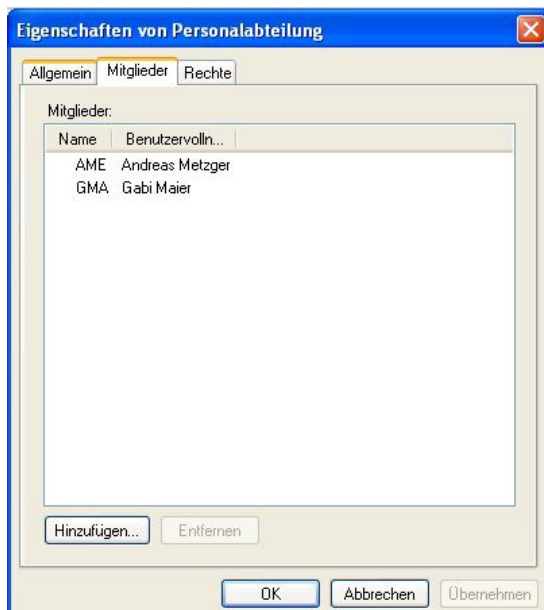 Eigenschaften von Personalabteilung
Allgemein Mitglieder Rechte
Mitglieder:
Name Benutzervolln...
AME Andreas Metzger
GMA Gabi Maier
Hinzufügen... Entfernen
OK Abbrechen Übernehmen